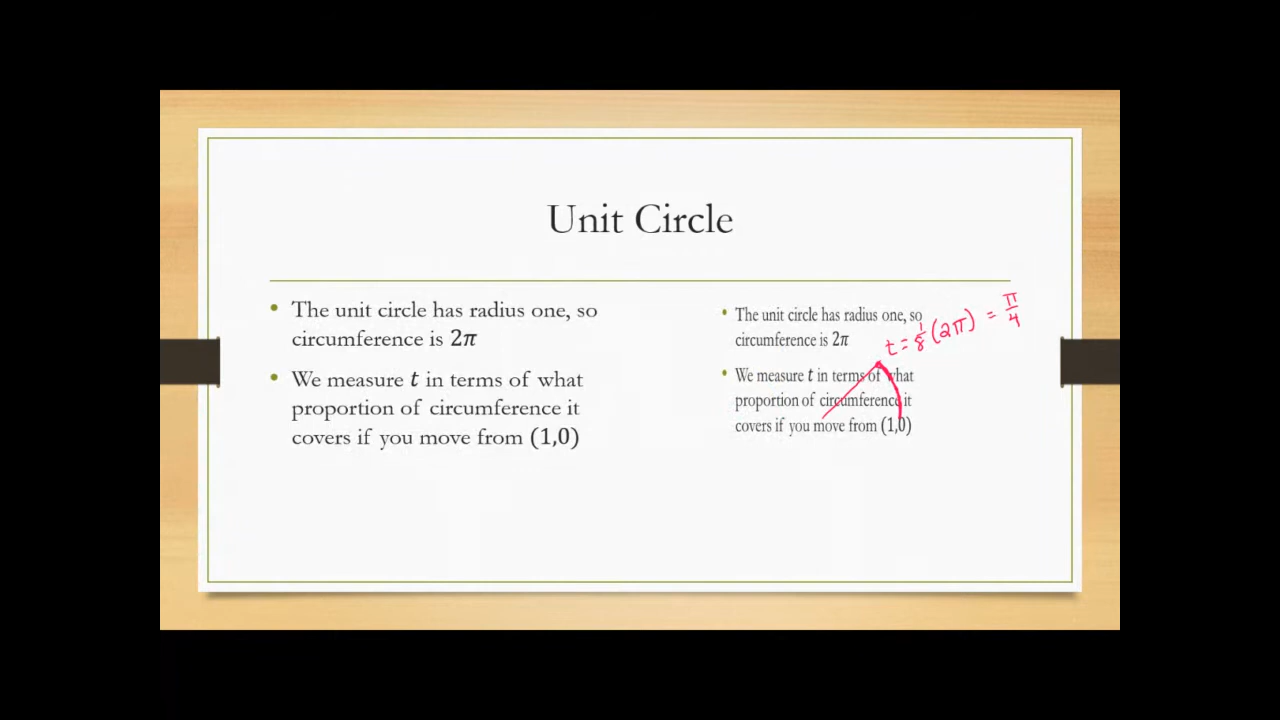 Unit Circle
• The unit circle has radius one, so
circumference is 2π
• We measure t in terms of what
proportion of circumference it
covers if you move from (1,0)
• The unit circle has radius one, so
circumference is 2π
• We measure t in terms of what
proportion of circumference it
covers if you move from (1,0)
t = 1/8 (2π) = π/4